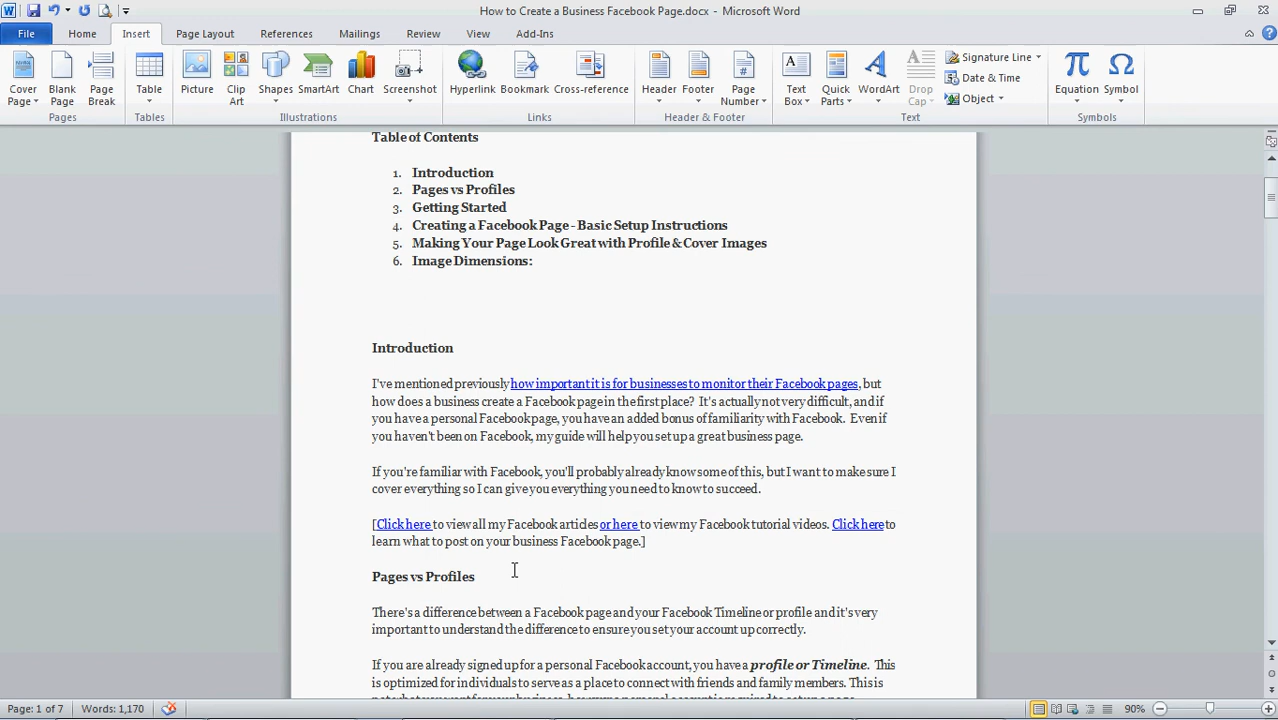 How to Create a Business Facebook Page.docx - Microsoft Word
File Home Insert Page Layout References Mailings Review View Add-Ins
Cover Page Blank Page Page Break Table Picture Clip Art Shapes SmartArt Chart Screenshot Hyperlink Bookmark Cross-reference Header Footer Page Number Text Box Quick Parts WordArt Drop Cap Signature Line Date & Time Object Equation Symbol
Pages Tables Illustrations Links Header & Footer Text Symbols
Table of Contents
1. Introduction
2. Pages vs Profiles
3. Getting Started
4. Creating a Facebook Page - Basic Setup Instructions
5. Making Your Page Look Great with Profile & Cover Images
6. Image Dimensions:
Introduction
I've mentioned previously how important it is for businesses to monitor their Facebook pages, but
how does a business create a Facebook page in the first place? It's actually not very difficult, and if
you have a personal Facebook page, you have an added bonus of familiarity with Facebook. Even if
you haven't been on Facebook, my guide will help you set up a great business page.
If you're familiar with Facebook, you'll probably already know some of this, but I want to make sure I
cover everything so I can give you everything you need to know to succeed.
[Click here to view all my Facebook articles or here to view my Facebook tutorial videos. Click here to
learn what to post on your business Facebook page.]
Pages vs Profiles
There's a difference between a Facebook page and your Facebook Timeline or profile and it's very
important to understand the difference to ensure you set your account up correctly.
If you are already signed up for a personal Facebook account, you have a profile or Timeline. This
is optimized for individuals to serve as a place to connect with friends and family members. This is
Page: 1 of 7 Words: 1,170 90%